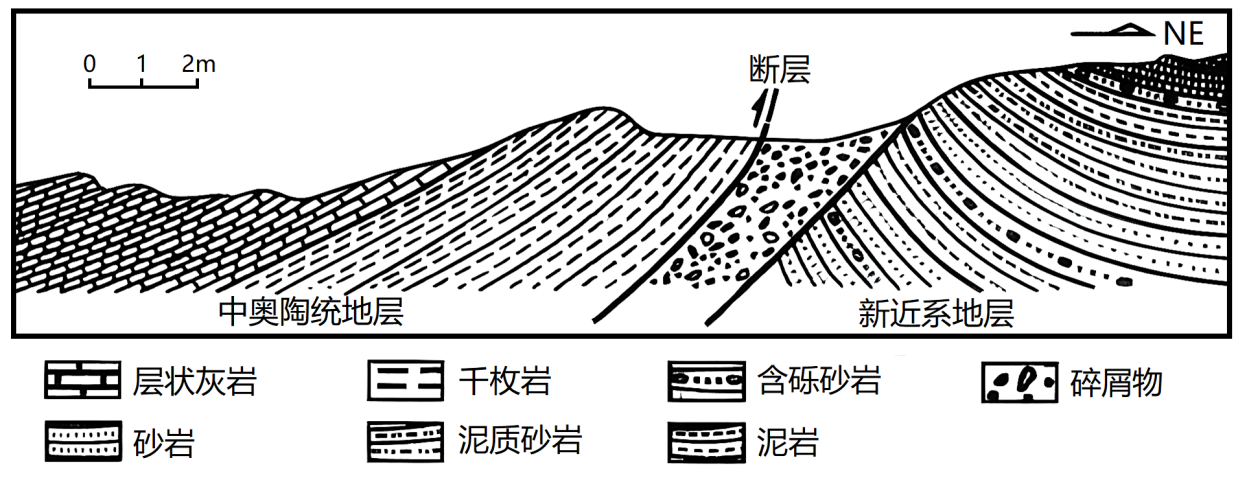 NE
0 1 2m
断层
中奥陶统地层
新近系地层
层状灰岩 千枚岩 含砾砂岩 碎屑物
砂岩 泥质砂岩 泥岩